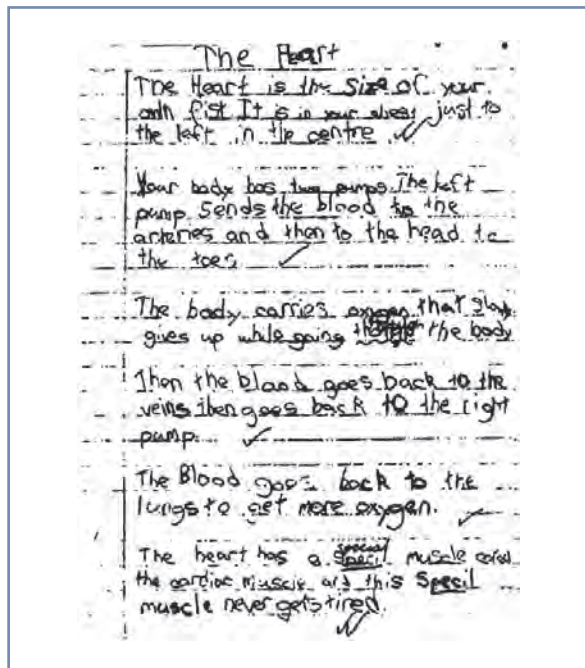 The Heart
The Heart is the size of your
own fist It is in your chest just to
the left in the centre
Your body has two pumps. The left
pump sends the blood to the
arteries and then to the head to
the toes
The body carries oxygen that
gives up while going the body
Then the blood goes back to the
veins then goes back to the right
pump.
The Blood goes back to the
lungs to get more oxygen.
special
The heart has a specil muscle
the cardiac muscle and this specil
muscle never gets tired.